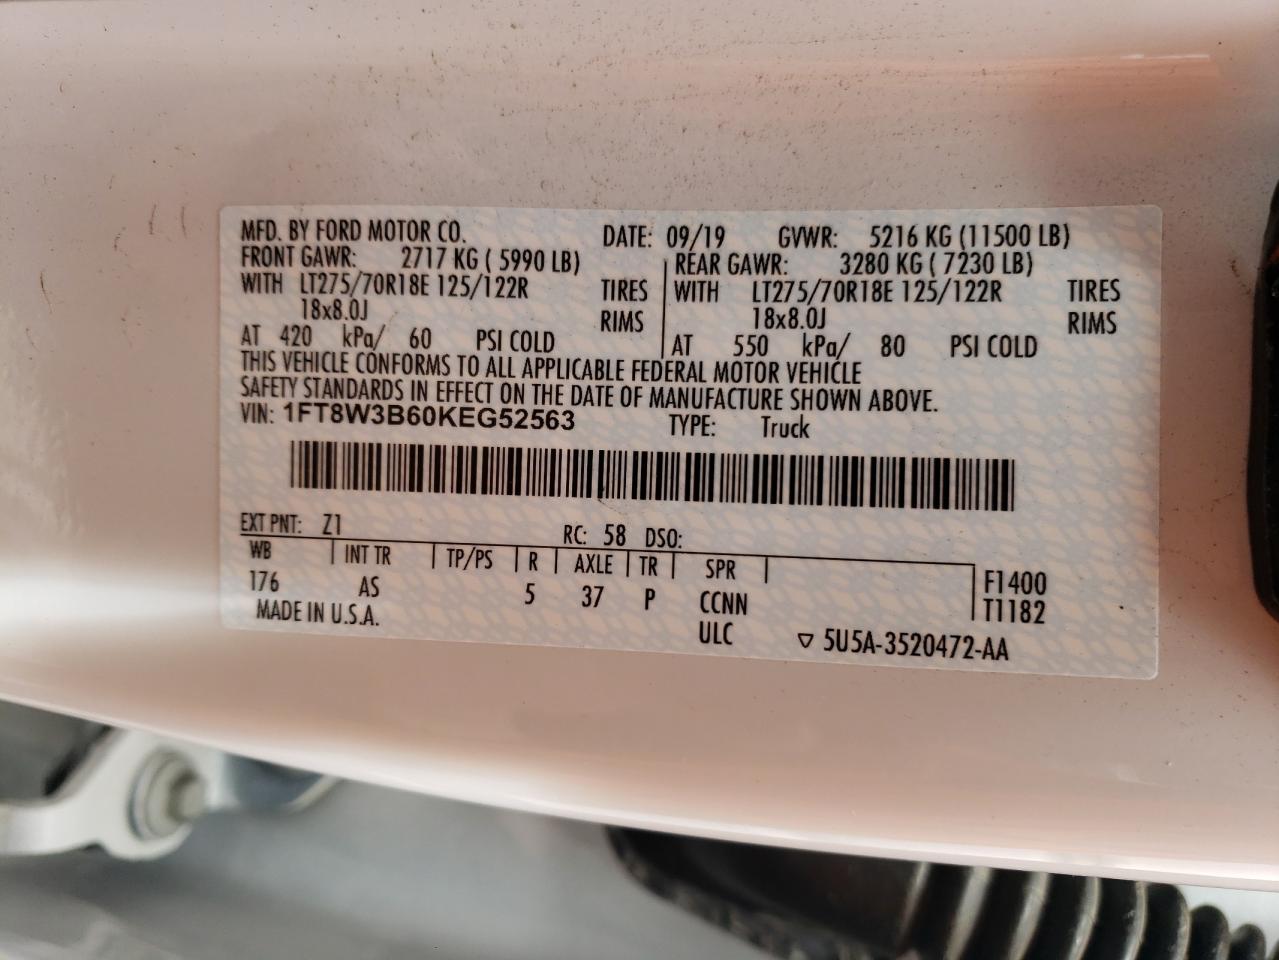 MFD. BY FORD MOTOR CO. DATE: 09/19 GVWR: 5216 KG (11500 LB)
FRONT GAWR: 2717 KG ( 5990 LB) REAR GAWR: 3280 KG ( 7230 LB)
WITH LT275/70R18E 125/122R TIRES WITH LT275/70R18E 125/122R TIRES
18x8.0J RIMS 18x8.0J RIMS
AT 420 kPa/ 60 PSI COLD AT 550 kPa/ 80 PSI COLD
THIS VEHICLE CONFORMS TO ALL APPLICABLE FEDERAL MOTOR VEHICLE
SAFETY STANDARDS IN EFFECT ON THE DATE OF MANUFACTURE SHOWN ABOVE.
VIN: 1FT8W3B60KEG52563 TYPE: Truck
EXT PNT: Z1 RC: 58 DSO:
WB INT TR TP/PS R AXLE TR SPR
176 AS 5 37 P CCNN F1400
MADE IN U.S.A. ULC T1182
▽ 5U5A-3520472-AA